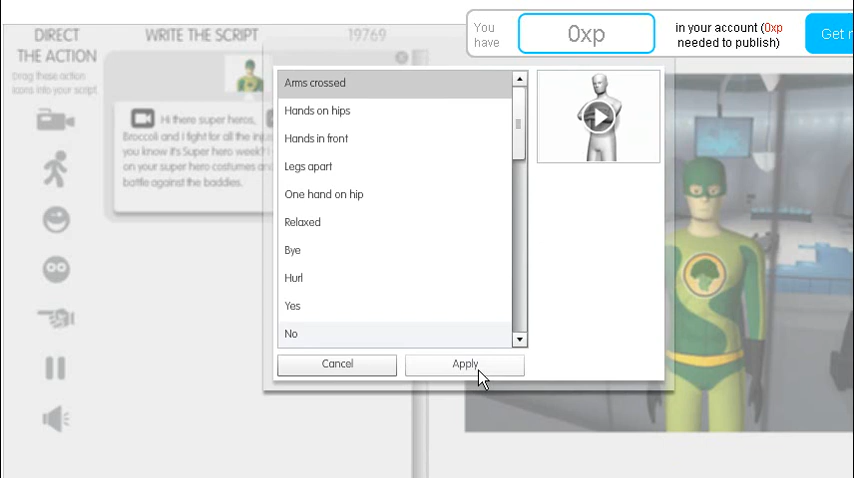 You
have
0xp
in your account (0xp
needed to publish)
Get
DIRECT
THE ACTION
Drag these action
icons into your script.
WRITE THE SCRIPT
19769
Hi there super heros,
Broccoli and I fight for all the
you know it's Super hero week?
on your super hero costumes and
battle against the baddies.
Arms crossed
Hands on hips
Hands in front
Legs apart
One hand on hip
Relaxed
Bye
Hurl
Yes
No
Cancel
Apply